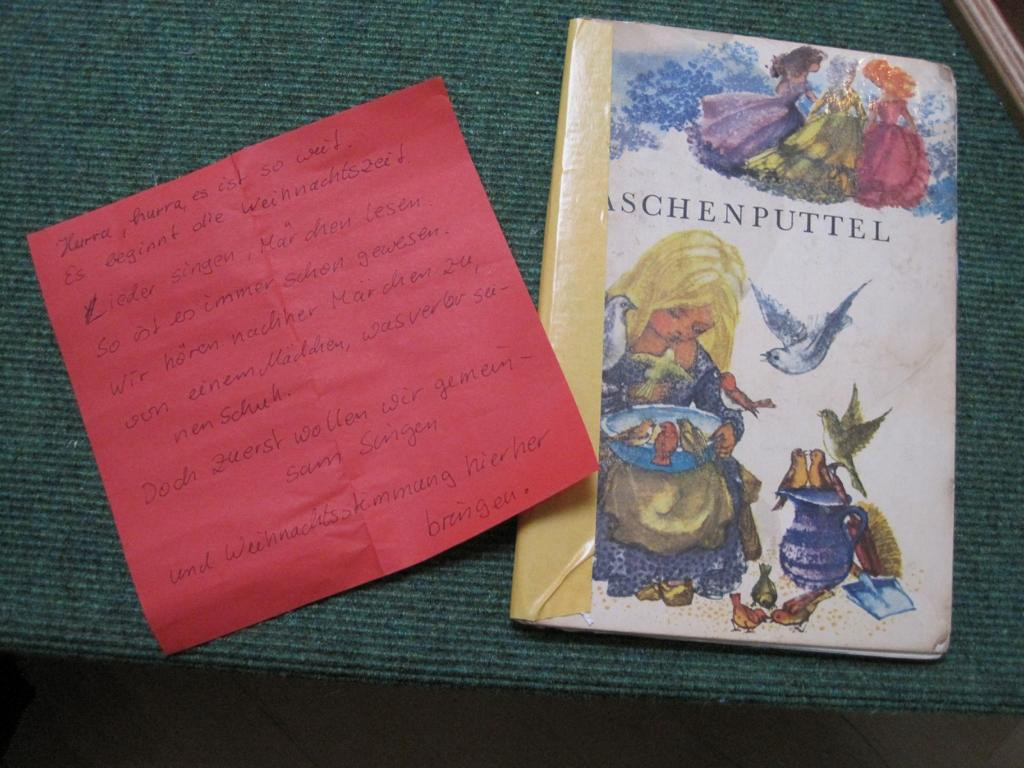 Hurra, hurra, es ist so weit.
Es beginnt die Weihnachtszeit.
Lieder singen, Märchen lesen.
So ist es immer schon gewesen.
Wir hören nachher Märchen zu,
von einem Mädchen, was verlor sei-
nen Schuh.
Doch zuerst wollen wir gemein-
sam singen
und Weihnachtsstimmung hierher
bringen.
ASCHENPUTTEL